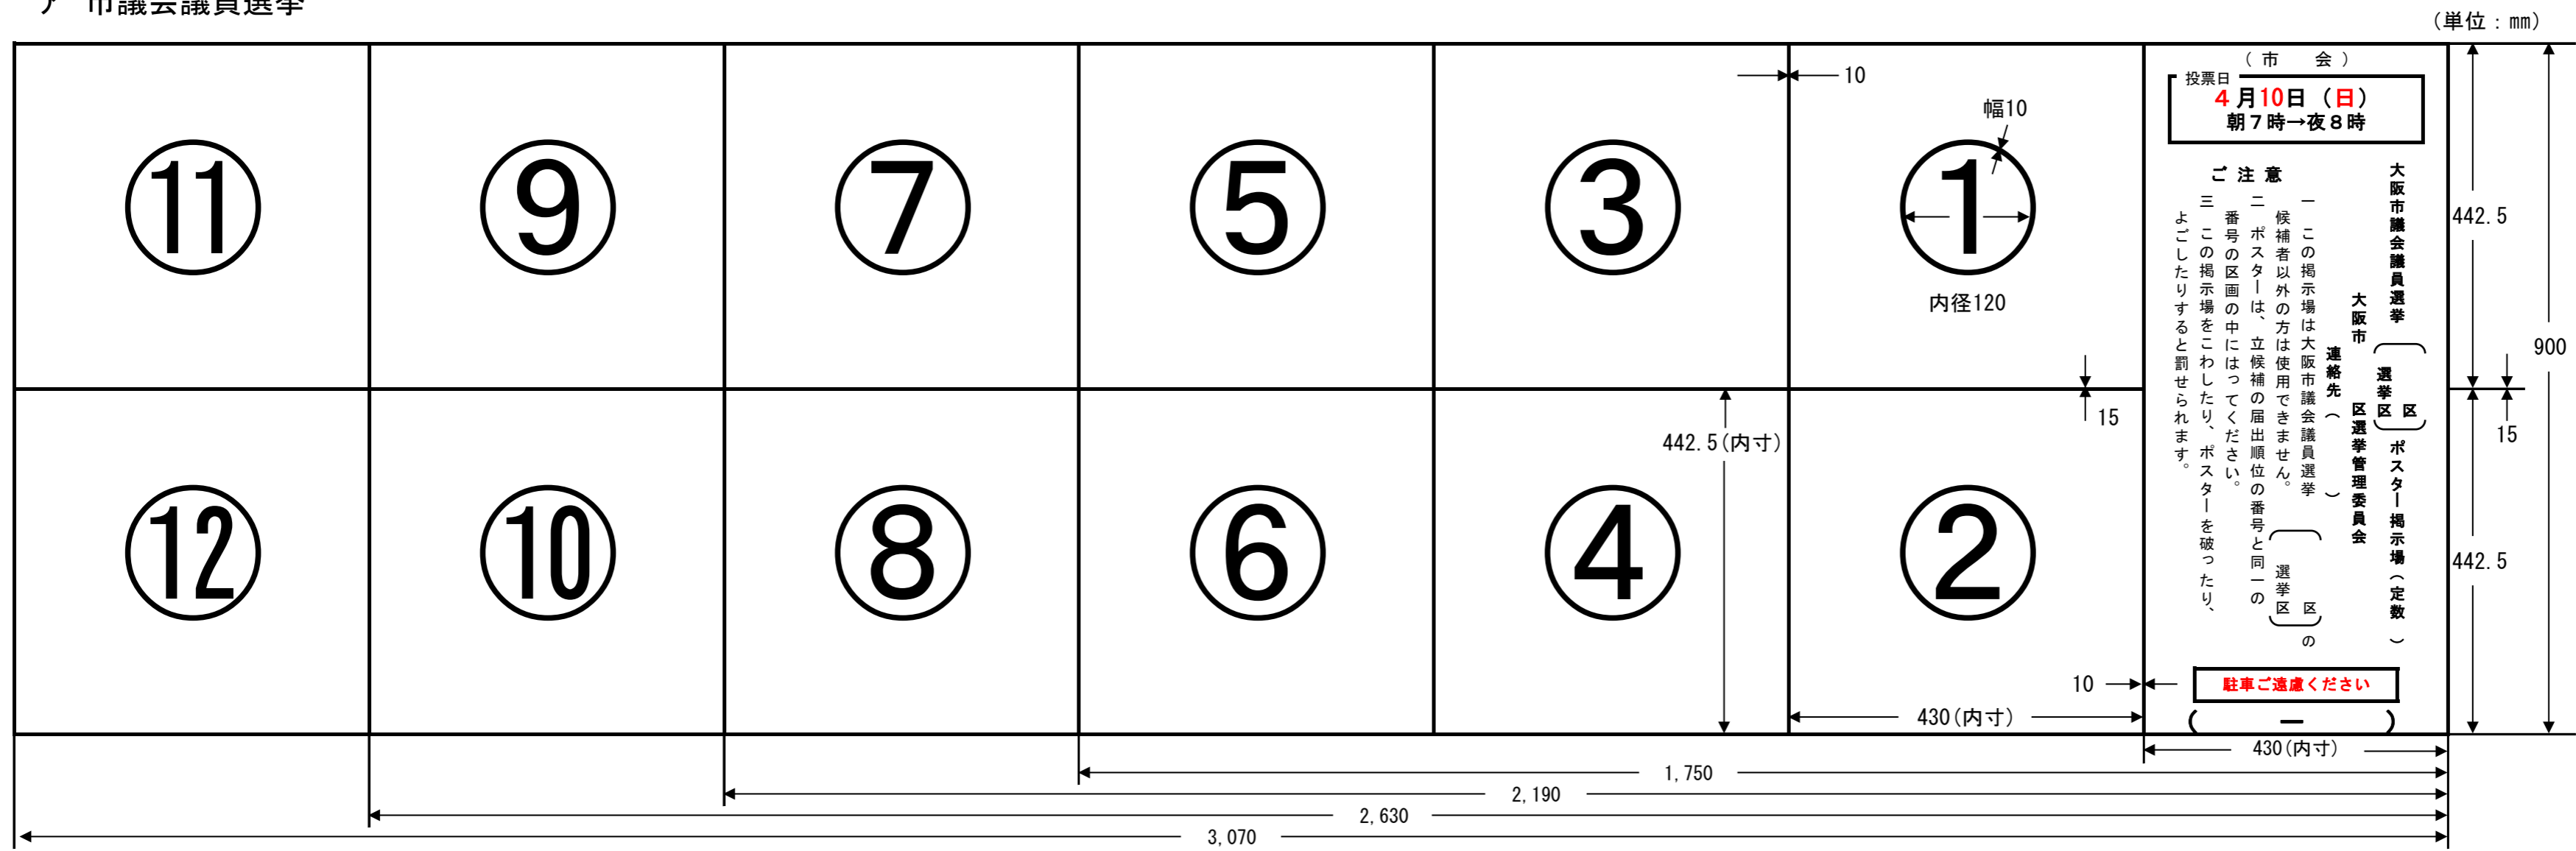 ア 市議会議員選挙
(単位:mm)
⑪ ⑨ ⑦ ⑤ ③ ①
⑫ ⑩ ⑧ ⑥ ④ ②
10
幅10
内径120
15
442.5(内寸)
10
430(内寸)
(市 会)
投票日
4月10日(日)
朝7時→夜8時
大阪市議会議員選挙(区 選挙区)ポスター掲示場(定数 )
大阪市 区選挙管理委員会
連絡先( )
ご注意
一 この掲示場は大阪市議会議員選挙(区 選挙区)の
候補者以外の方は使用できません。
二 ポスターは、立候補の届出順位の番号と同一の
番号の区画の中にはってください。
三 この掲示場をこわしたり、ポスターを破ったり、
よごしたりすると罰せられます。
駐車ご遠慮ください
( ー )
442.5
900
15
442.5
430(内寸)
1,750
2,190
2,630
3,070